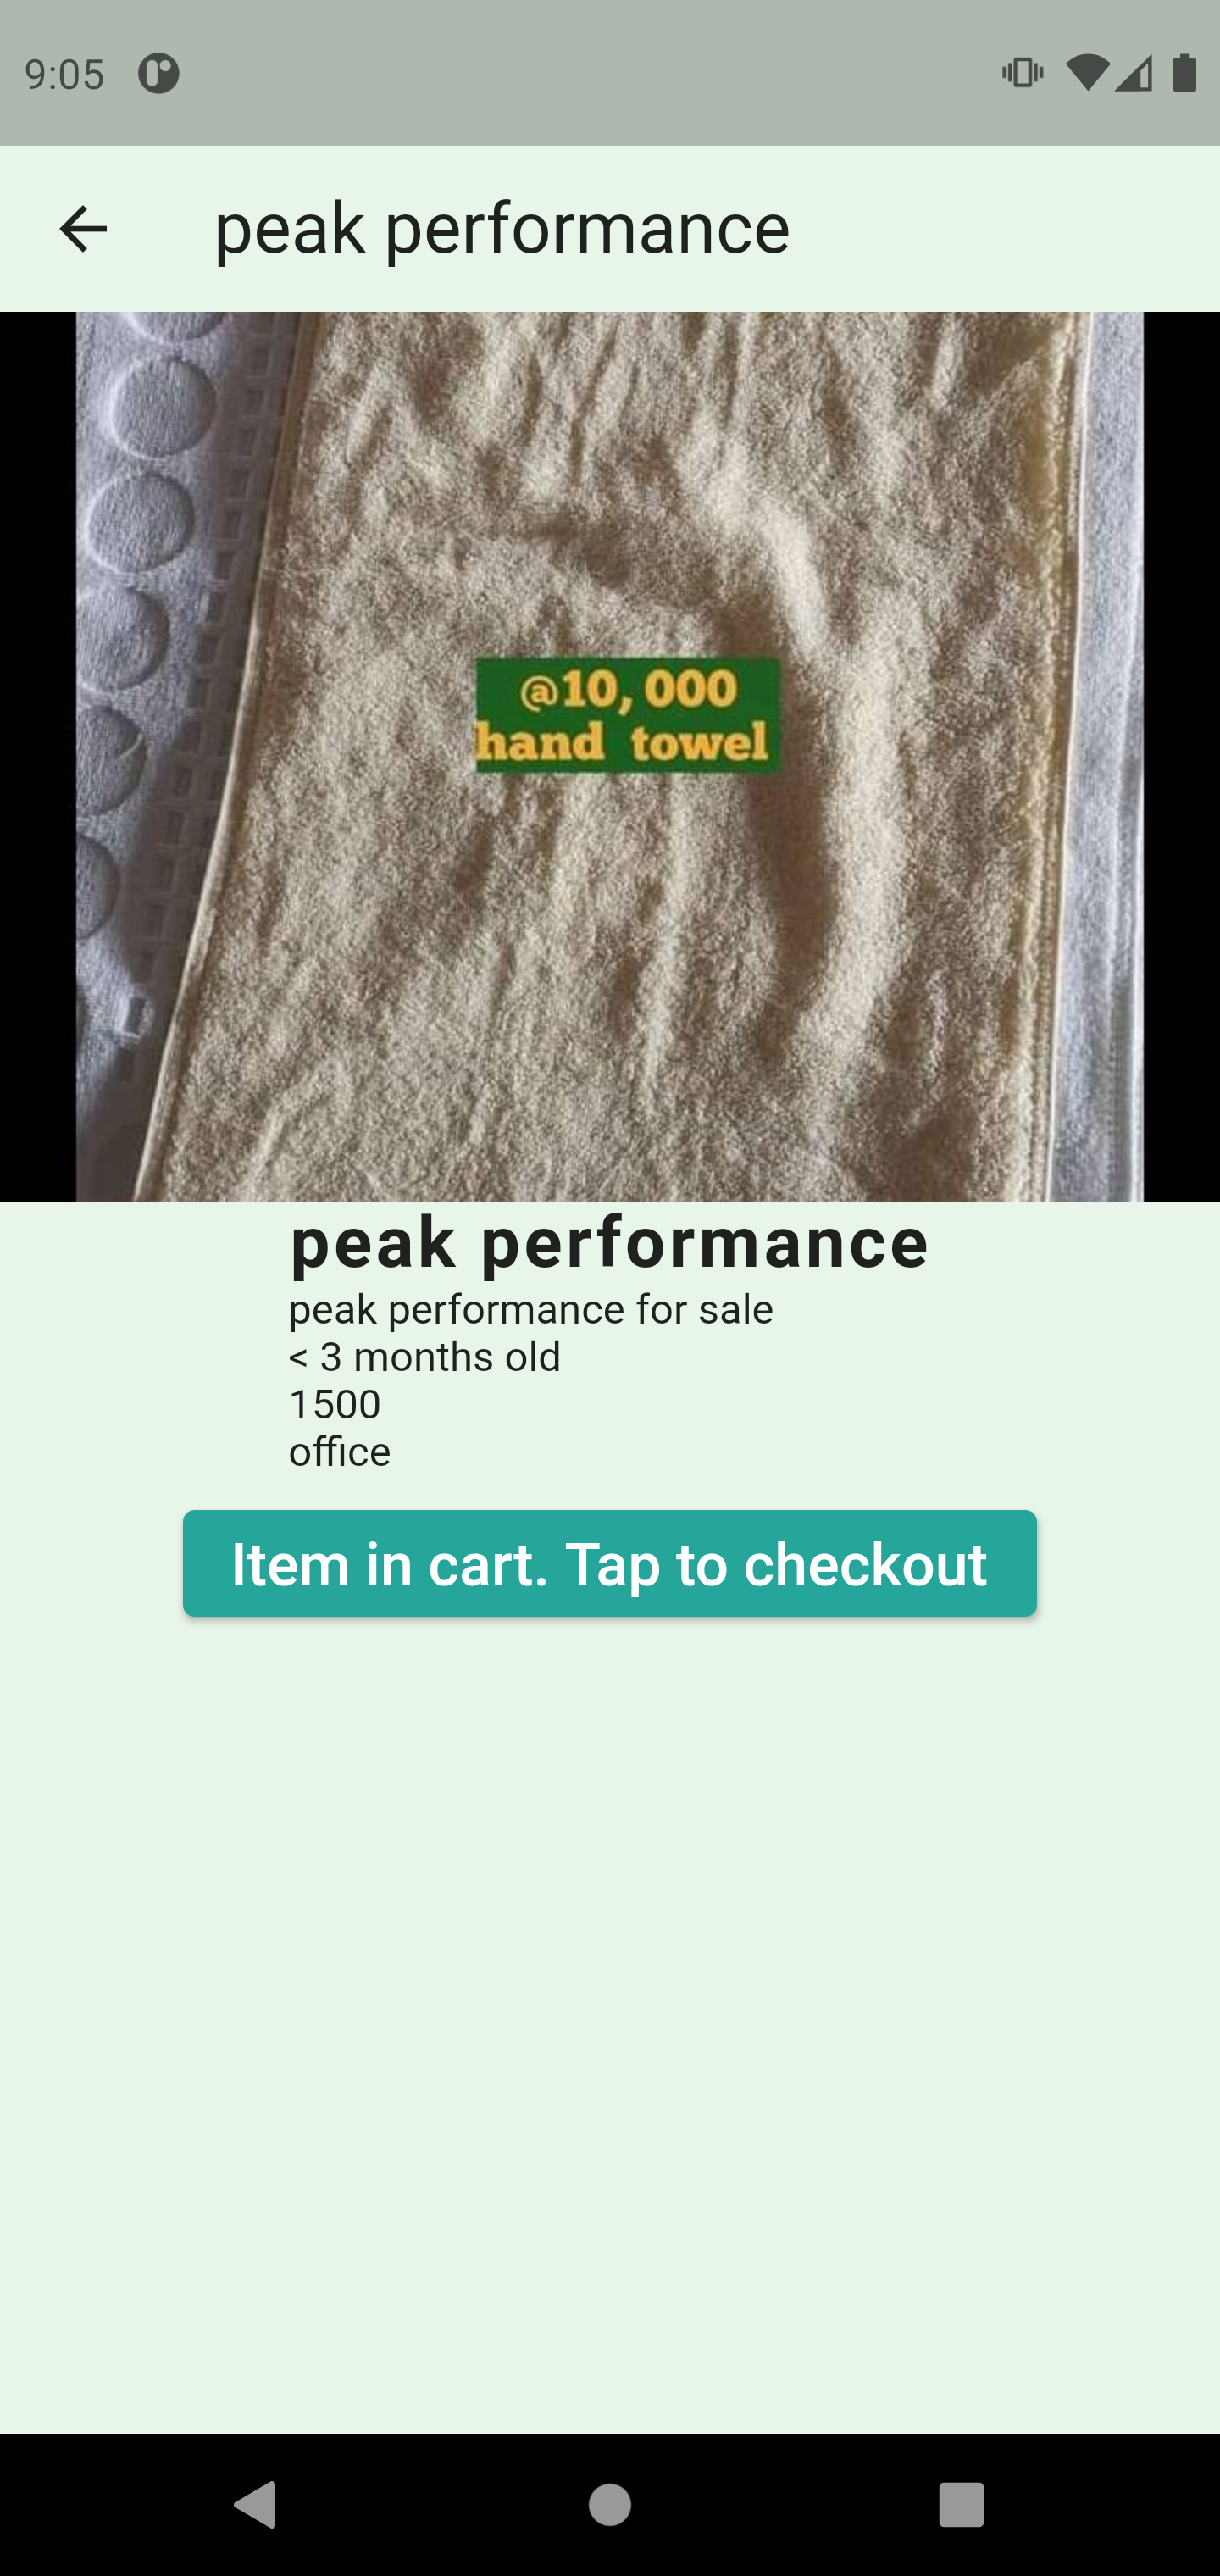 9:05
peak performance
@10,000
hand towel
peak performance
peak performance for sale
< 3 months old
1500
office
Item in cart. Tap to checkout